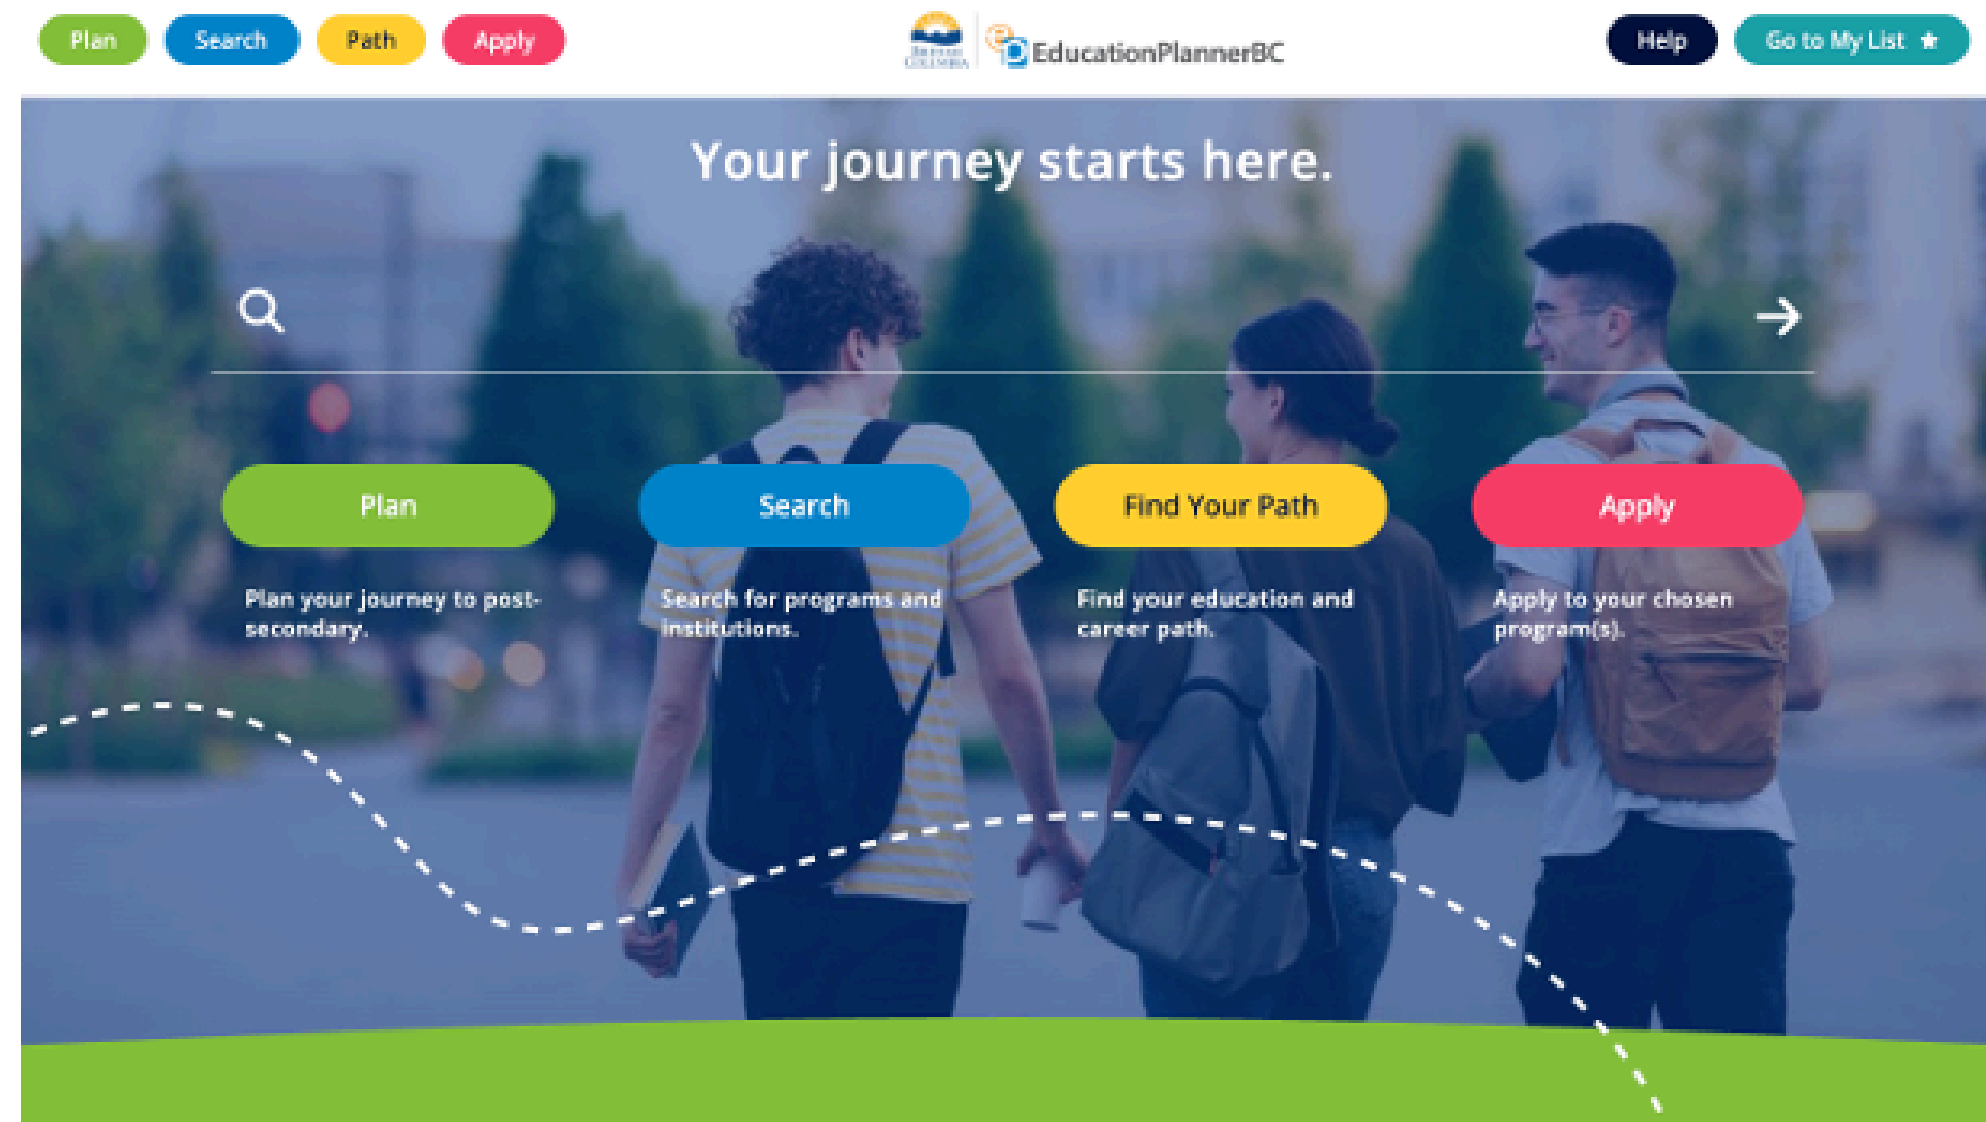 Plan
Search
Path
Apply
BRITISH
COLUMBIA
EducationPlannerBC
Help
Go to My List
Your journey starts here.
Plan
Search
Find Your Path
Apply
Plan your journey to post-
secondary.
Search for programs and
institutions.
Find your education and
career path.
Apply to your chosen
program(s).